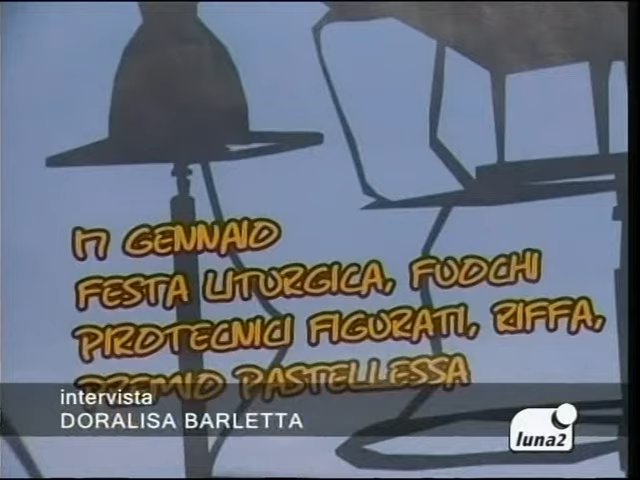 17 GENNAIO
FESTA LITURGICA, FUOCHI
PIROTECNICI FIGURATI, RIFFA,
PREMIO PASTELLESSA
intervista
DORALISA BARLETTA
luna2